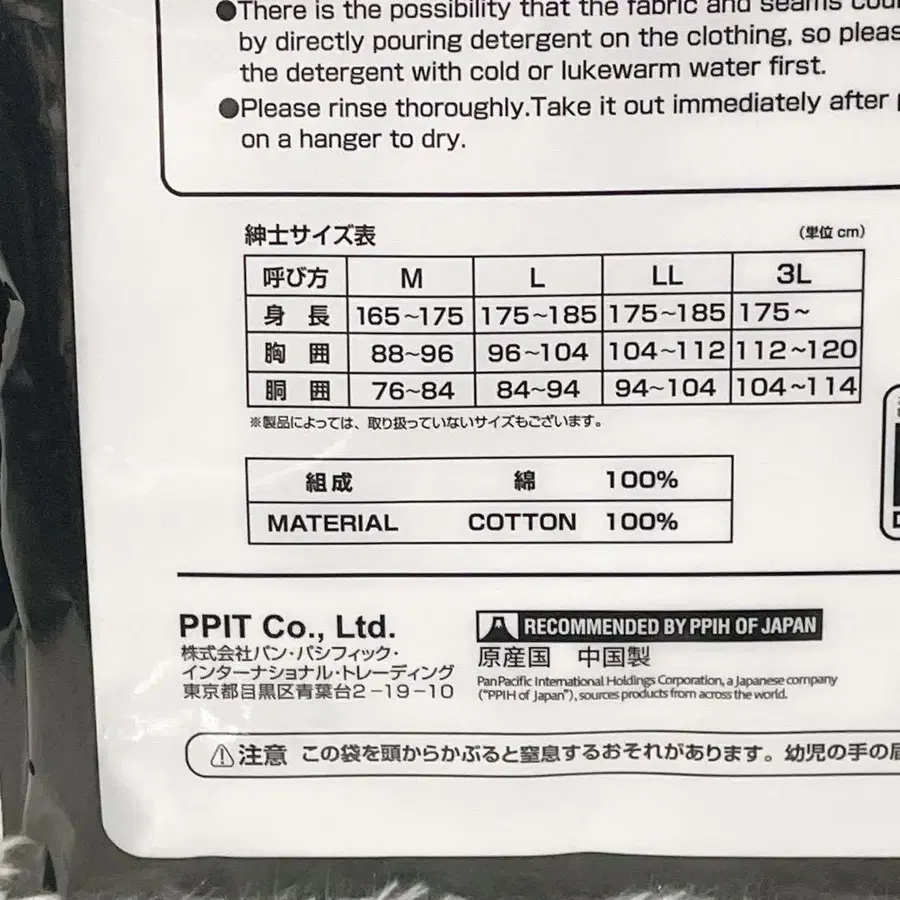 ●There is the possibility that the fabric and seams
by directly pouring detergent on the clothing, so
the detergent with cold or lukewarm water first.
●Please rinse thoroughly.Take it out immediately after
on a hanger to dry.
紳士サイズ表 (単位 cm)
呼び方 M L LL 3L
身長 165~175 175~185 175~185 175~
胸囲 88~96 96~104 104~112 112~120
胴囲 76~84 84~94 94~104 104~114
※製品によっては、取り扱っていないサイズもございます。
組成 綿 100%
MATERIAL COTTON 100%
PPIT Co., Ltd.
株式会社パン・パシフィック・
インターナショナル・トレーディング
東京都目黒区青葉台2-19-10
RECOMMENDED BY PPIH OF JAPAN
原産国 中国製
Pan Pacific International Holdings Corporation, a Japanese company
("PPIH of Japan"), sources products from across the world.
⚠注意 この袋を頭からかぶると窒息するおそれがあります。幼児の手の